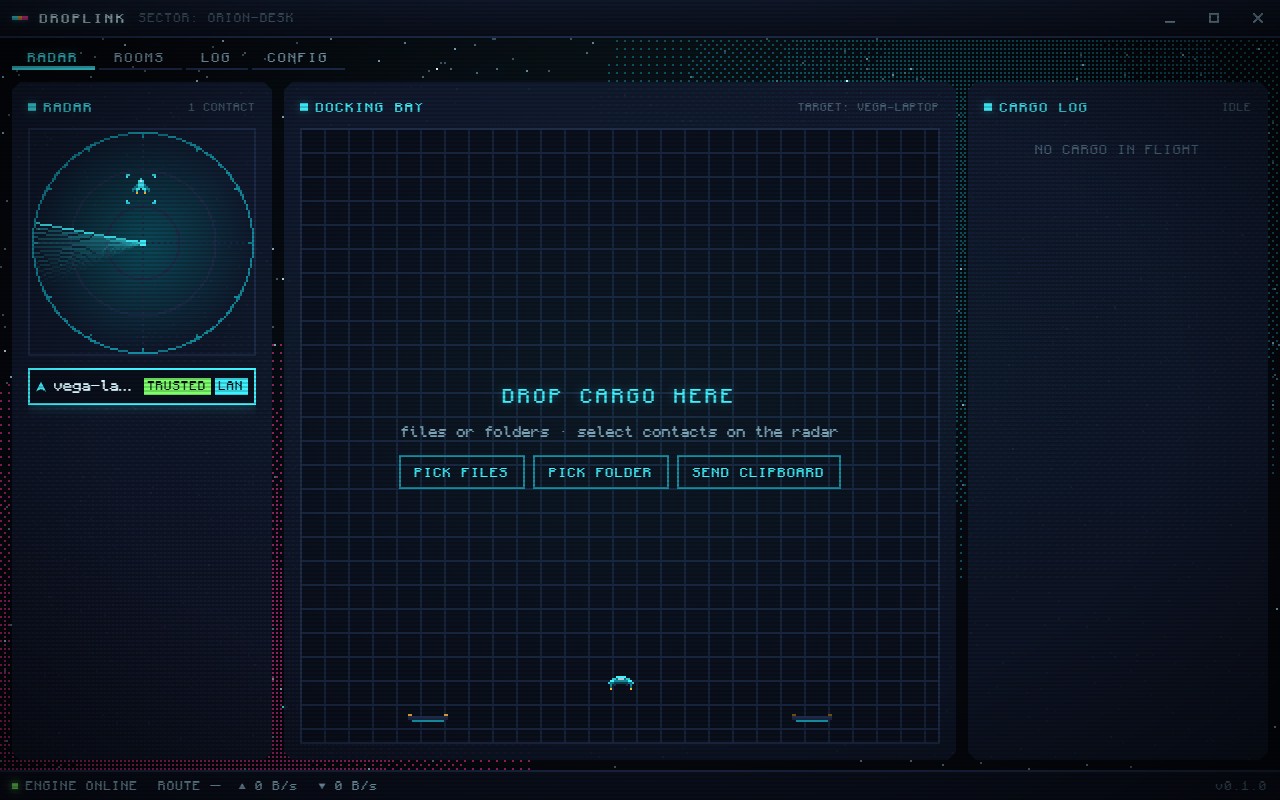 DROPLINK SECTOR: ORION-DESK
RADAR ROOMS LOG CONFIG
RADAR 1 CONTACT
vega-la... TRUSTED LAN
DOCKING BAY TARGET: VEGA-LAPTOP
DROP CARGO HERE
files or folders · select contacts on the radar
PICK FILES PICK FOLDER SEND CLIPBOARD
CARGO LOG IDLE
NO CARGO IN FLIGHT
ENGINE ONLINE ROUTE — ▲ 0 B/s ▼ 0 B/s v0.1.0